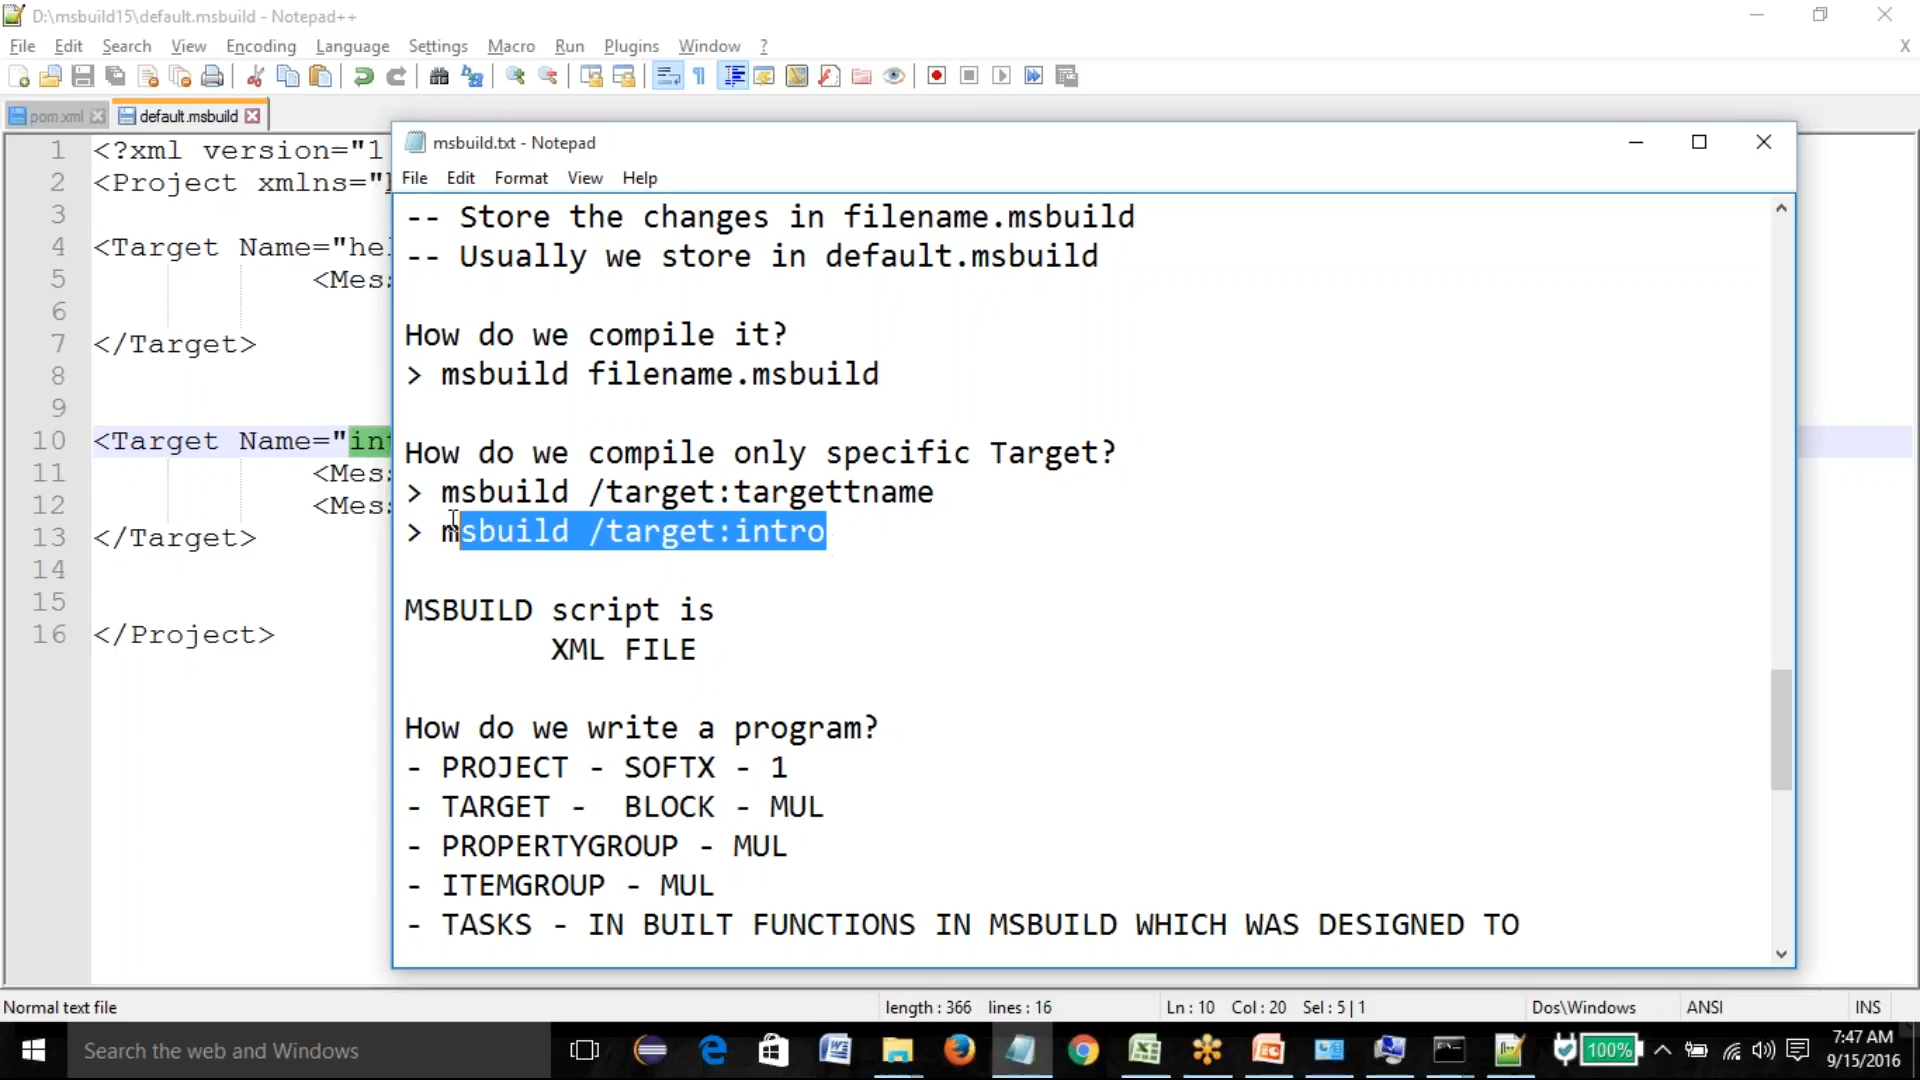 D:\msbuild15\default.msbuild - Notepad++
File Edit Search View Encoding Language Settings Macro Run Plugins Window ? X
pom.xml default.msbuild
1 <?xml version="1
2 <Project xmlns="
3
4 <Target Name="hel
5 <Mes
6
7 </Target>
8
9
10 <Target Name="int
11 <Mes
12 <Mes
13 </Target>
14
15
16 </Project>
msbuild.txt - Notepad
File Edit Format View Help
-- Store the changes in filename.msbuild
-- Usually we store in default.msbuild
How do we compile it?
> msbuild filename.msbuild
How do we compile only specific Target?
> msbuild /target:targettname
> msbuild /target:intro
MSBUILD script is
XML FILE
How do we write a program?
- PROJECT - SOFTX - 1
- TARGET - BLOCK - MUL
- PROPERTYGROUP - MUL
- ITEMGROUP - MUL
- TASKS - IN BUILT FUNCTIONS IN MSBUILD WHICH WAS DESIGNED TO
Normal text file length : 366 lines : 16 Ln : 10 Col : 20 Sel : 5 | 1 Dos\Windows ANSI INS
Search the web and Windows 100% 7:47 AM
9/15/2016